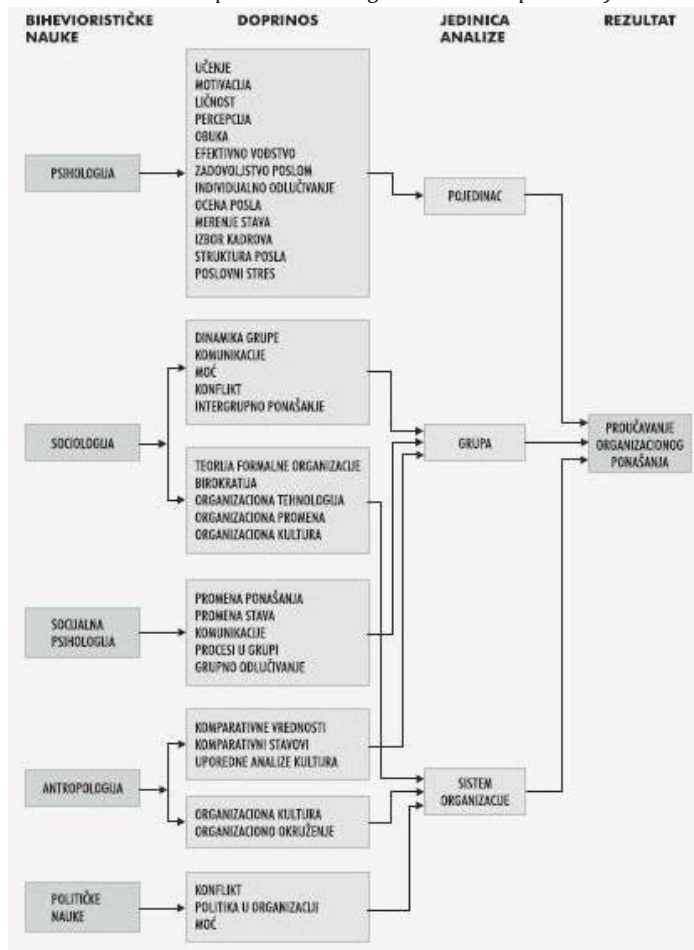 BIHEVIORISTIČKE
NAUKE
DOPRINOS
JEDINICA
ANALIZE
REZULTAT
PSIHOLOGIJA
UČENJE
MOTIVACIJA
LIČNOST
PERCEPCIJA
OBUKA
EFEKTIVNO VOĐSTVO
ZADOVOLJSTVO POSLOM
INDIVIDUALNO ODLUČIVANJE
OCENA POSLA
MERENJE STAVA
IZBOR KADROVA
STRUKTURA POSLA
POSLOVNI STRES
POJEDINAC
SOCIOLOGIJA
DINAMIKA GRUPE
KOMUNIKACIJE
MOĆ
KONFLIKT
INTERGRUPNO PONAŠANJE
TEORIJA FORMALNE ORGANIZACIJE
BIROKRATIJA
ORGANIZACIONA TEHNOLOGIJA
ORGANIZACIONA PROMENA
ORGANIZACIONA KULTURA
GRUPA
PROUČAVANJE
ORGANIZACIONOG
PONAŠANJA
SOCIJALNA
PSIHOLOGIJA
PROMENA PONAŠANJA
PROMENA STAVA
KOMUNIKACIJE
PROCESI U GRUPI
GRUPNO ODLUČIVANJE
ANTROPOLOGIJA
KOMPARATIVNE VREDNOSTI
KOMPARATIVNI STAVOVI
UPOREDNE ANALIZE KULTURA
ORGANIZACIONA KULTURA
ORGANIZACIONO OKRUŽENJE
SISTEM
ORGANIZACIJE
POLITIČKE
NAUKE
KONFLIKT
POLITIKA U ORGANIZACIJI
MOĆ